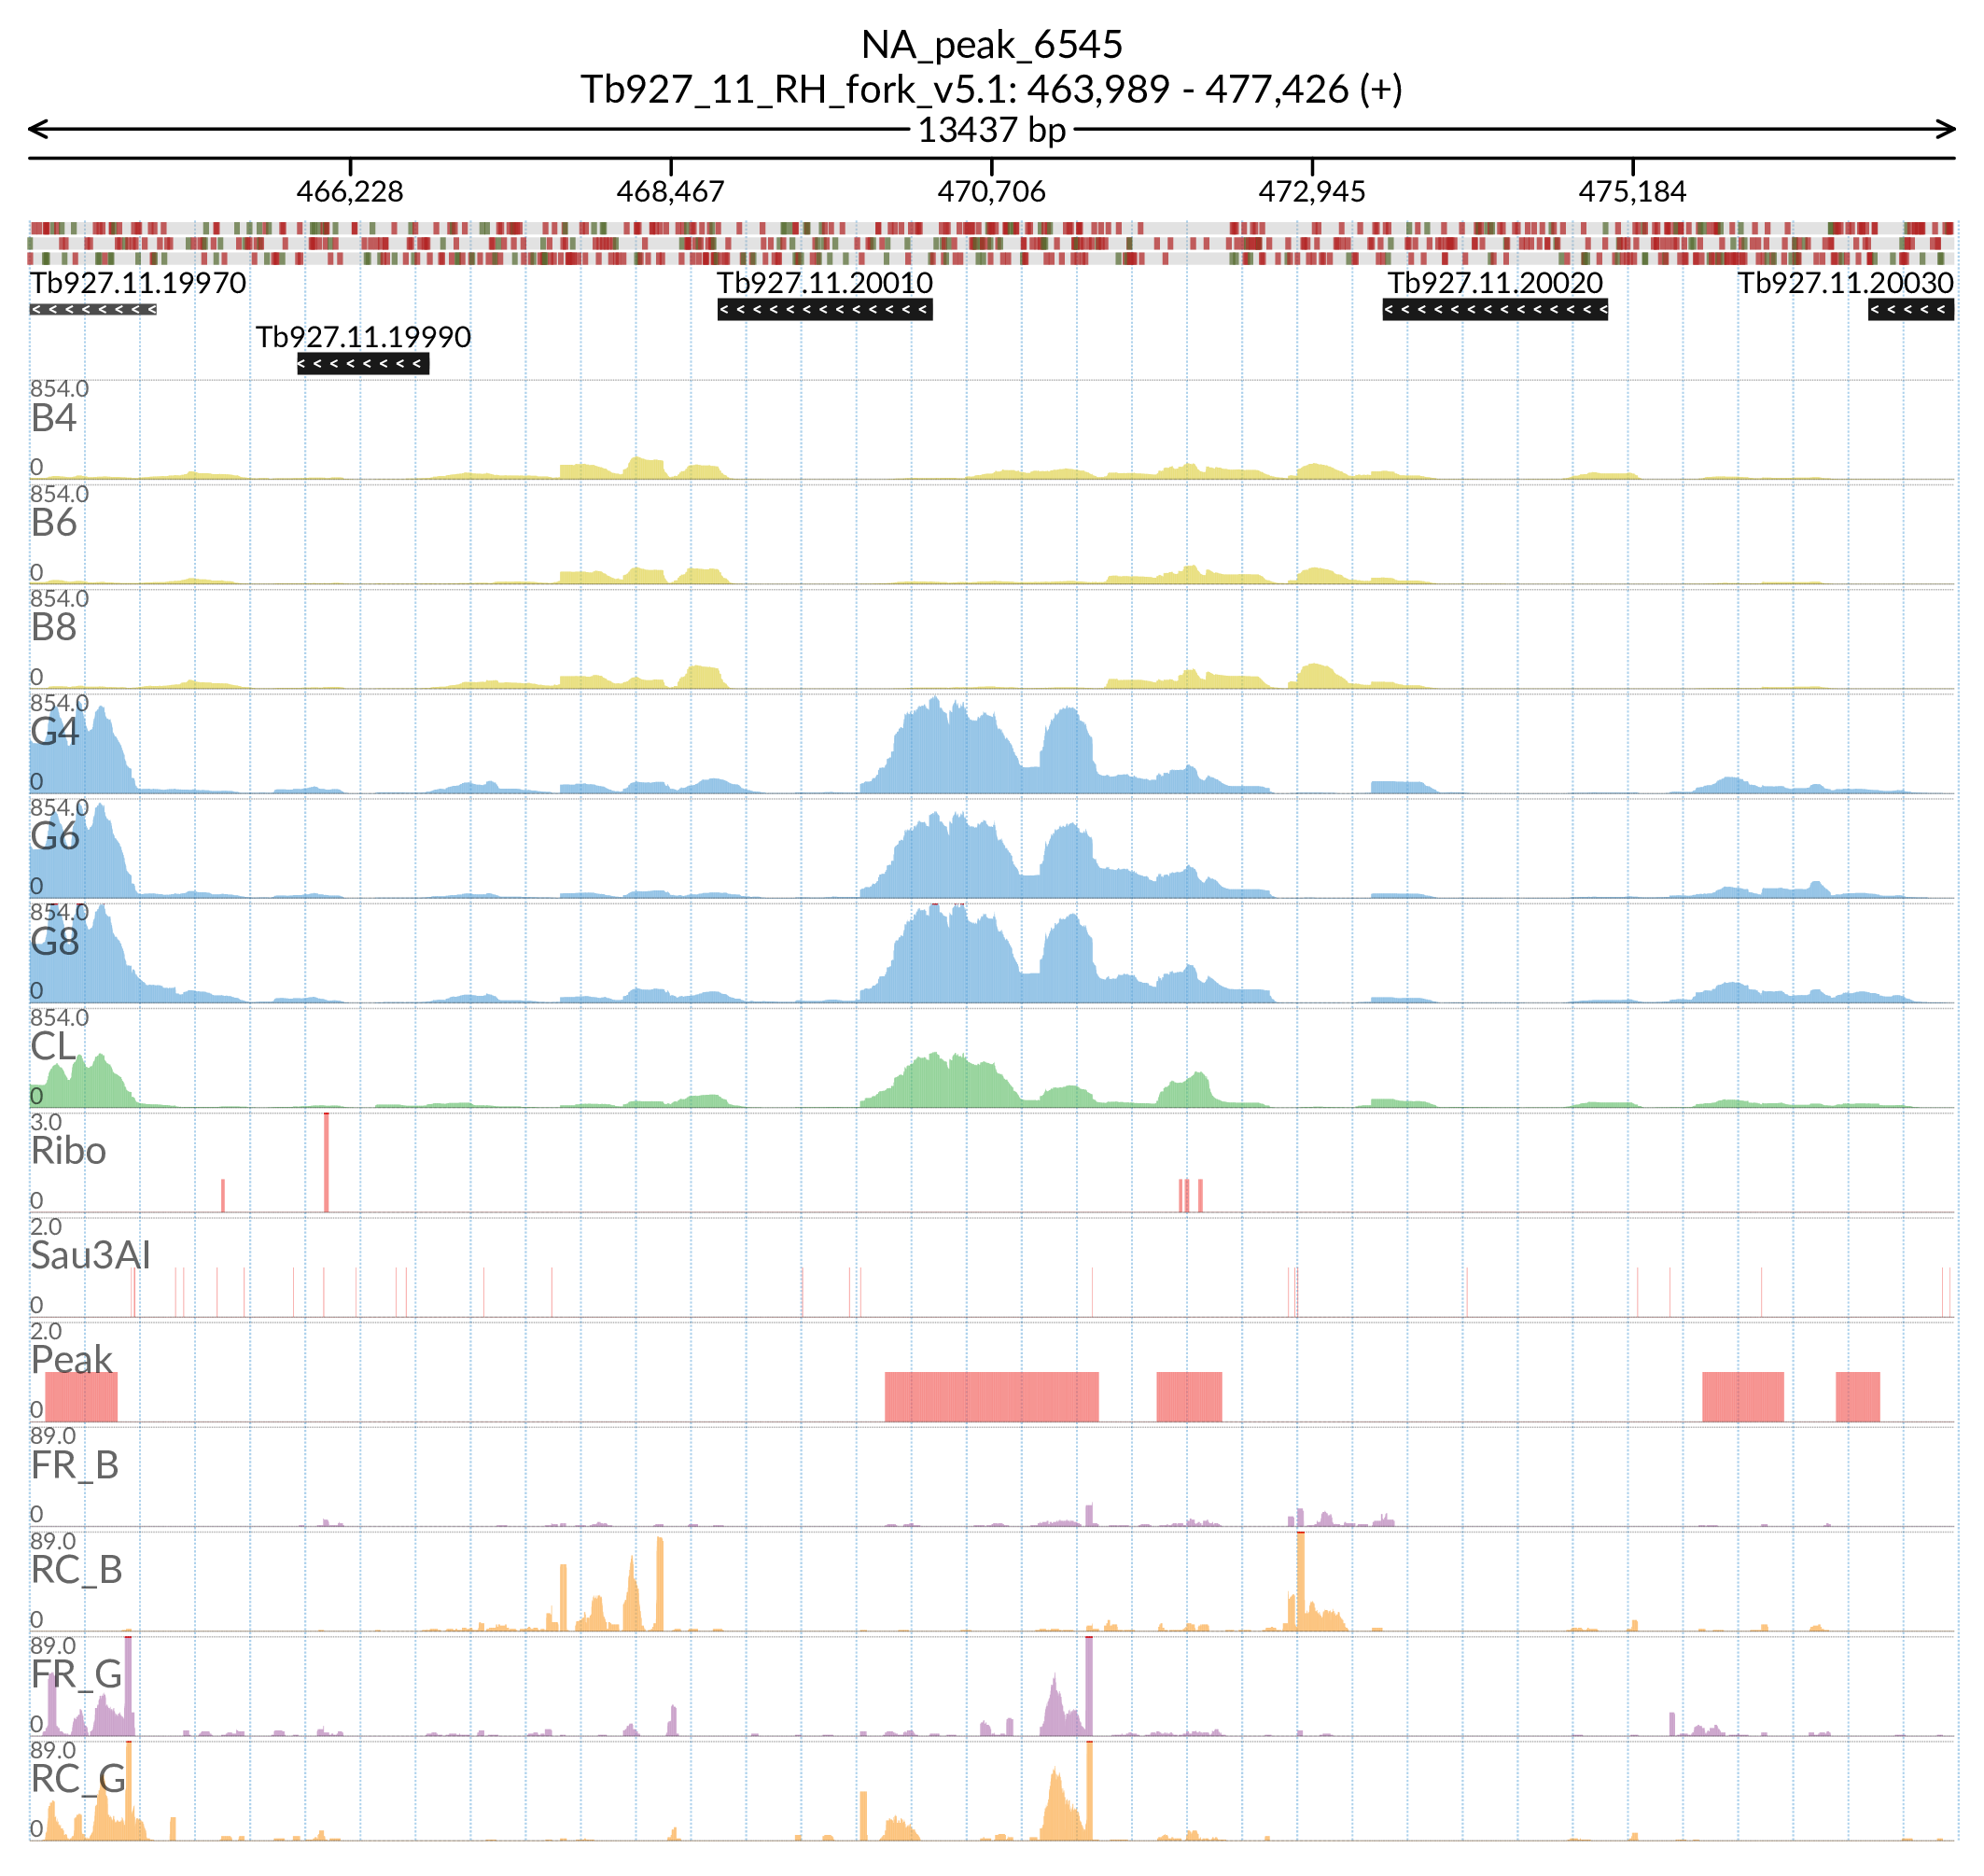 NA_peak_6545
Tb927_11_RH_fork_v5.1: 463,989 - 477,426 (+)
13437 bp
466,228 468,467 470,706 472,945 475,184
Tb927.11.19970 Tb927.11.20010 Tb927.11.20020 Tb927.11.20030
Tb927.11.19990
854.0
B4
0
854.0
B6
0
854.0
B8
0
854.0
G4
0
854.0
G6
0
854.0
G8
0
854.0
CL
0
3.0
Ribo
0
2.0
Sau3AI
0
2.0
Peak
0
89.0
FR_B
0
89.0
RC_B
0
89.0
FR_G
0
89.0
RC_G
0